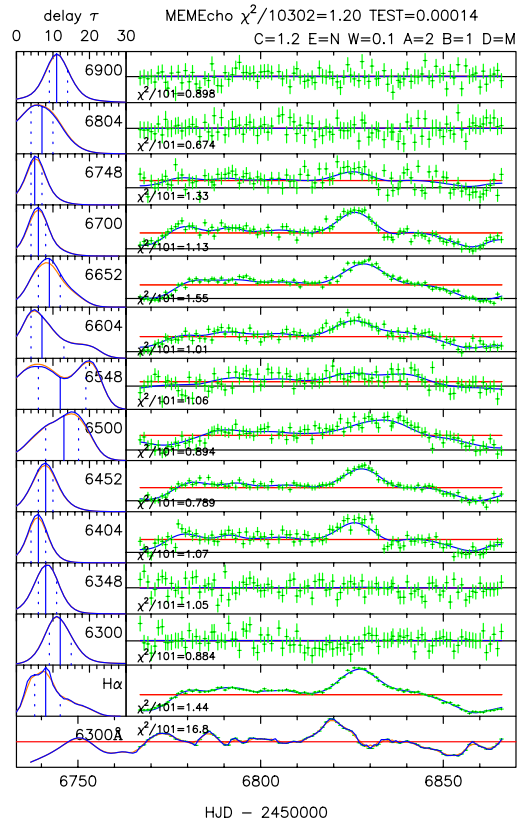 delay τ MEMEcho χ²/10302=1.20 TEST=0.00014
0 10 20 30 C=1.2 E=N W=0.1 A=2 B=1 D=M
6900 χ²/101=0.898
6804 χ²/101=0.674
6748 χ²/101=1.33
6700 χ²/101=1.13
6652 χ²/101=1.55
6604 χ²/101=1.01
6548 χ²/101=1.06
6500 χ²/101=0.894
6452 χ²/101=0.789
6404 χ²/101=1.07
6348 χ²/101=1.05
6300 χ²/101=0.884
Hα χ²/101=1.44
6300Å χ²/101=16.8
6750 6800 6850
HJD − 2450000